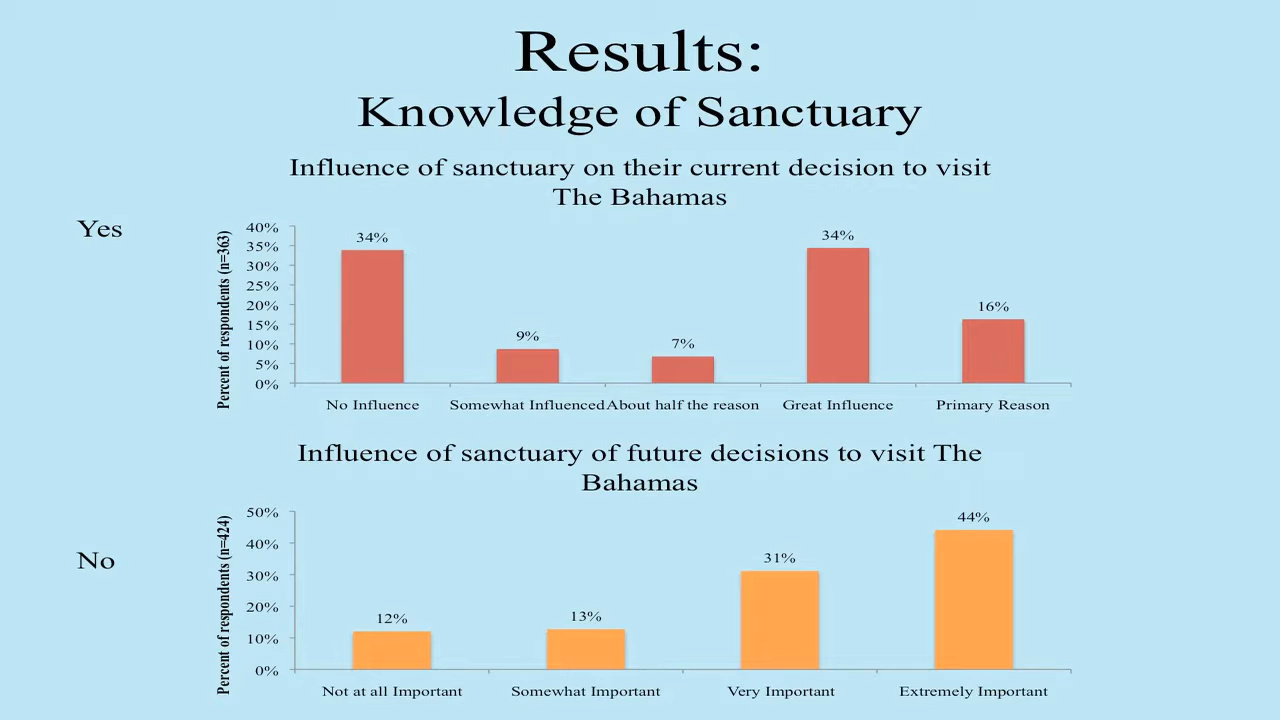 Results:
Knowledge of Sanctuary
Influence of sanctuary on their current decision to visit
The Bahamas
Yes
Percent of respondents (n=363)
40%
35%
30%
25%
20%
15%
10%
5%
0%
34%
9%
7%
34%
16%
No Influence
Somewhat Influenced
About half the reason
Great Influence
Primary Reason
Influence of sanctuary of future decisions to visit The
Bahamas
No
Percent of respondents (n=424)
50%
40%
30%
20%
10%
0%
12%
13%
31%
44%
Not at all Important
Somewhat Important
Very Important
Extremely Important